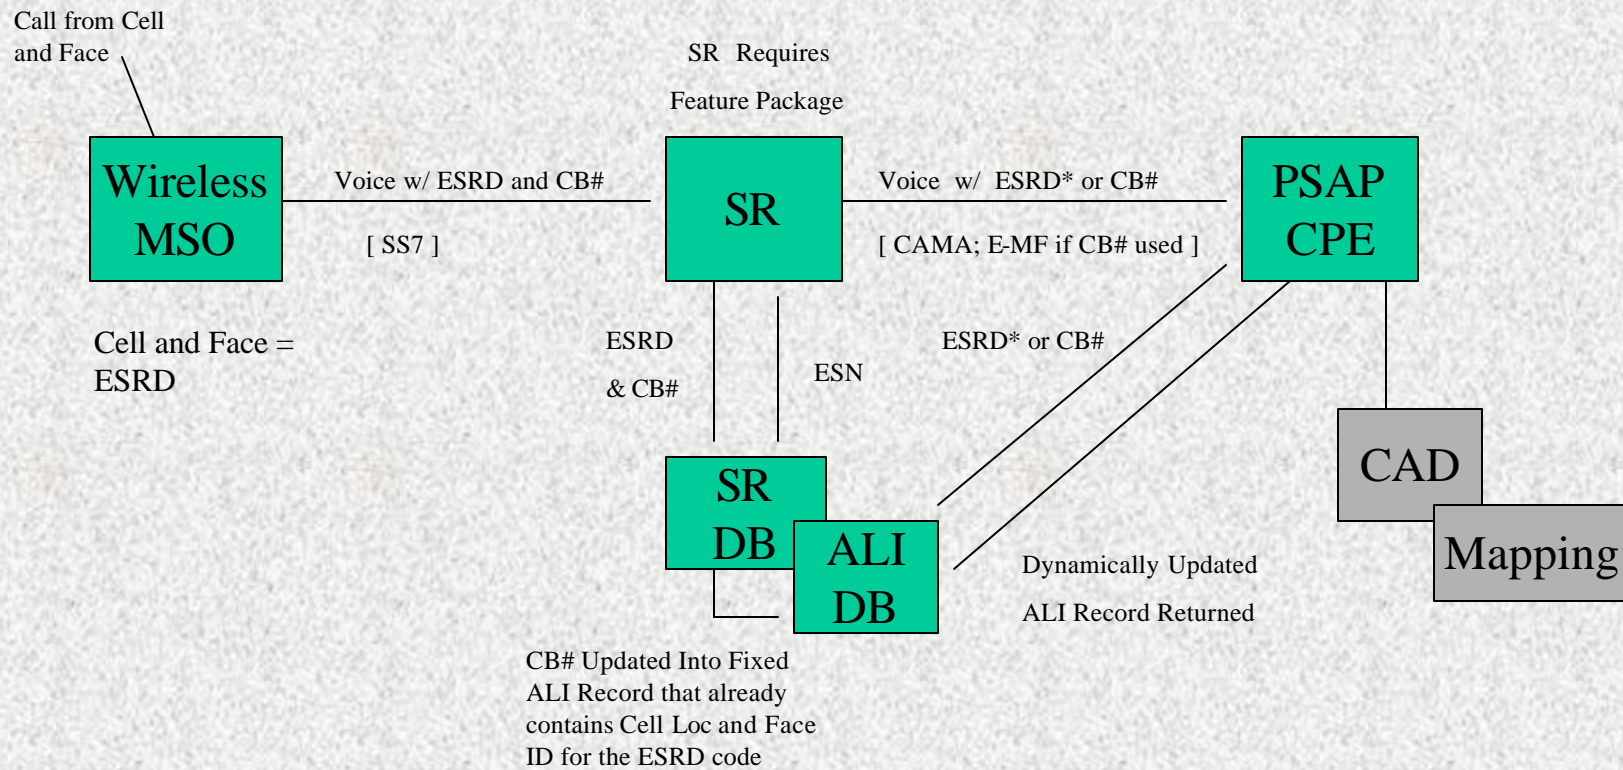 Call from Cell
and Face
SR Requires
Feature Package
Wireless
MSO
Voice w/ ESRD and CB#
[ SS7 ]
SR
Voice w/ ESRD* or CB#
[ CAMA; E-MF if CB# used ]
PSAP
CPE
Cell and Face =
ESRD
ESRD
& CB#
ESN
ESRD* or CB#
SR
DB
ALI
DB
CAD
Mapping
Dynamically Updated
ALI Record Returned
CB# Updated Into Fixed
ALI Record that already
contains Cell Loc and Face
ID for the ESRD code